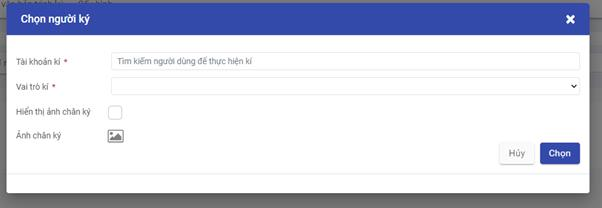 Chọn người ký
Tài khoản kí *
Tìm kiếm người dùng để thực hiện kí
Vai trò kí *
Hiển thị ảnh chân ký
Ảnh chân ký
Hủy
Chọn